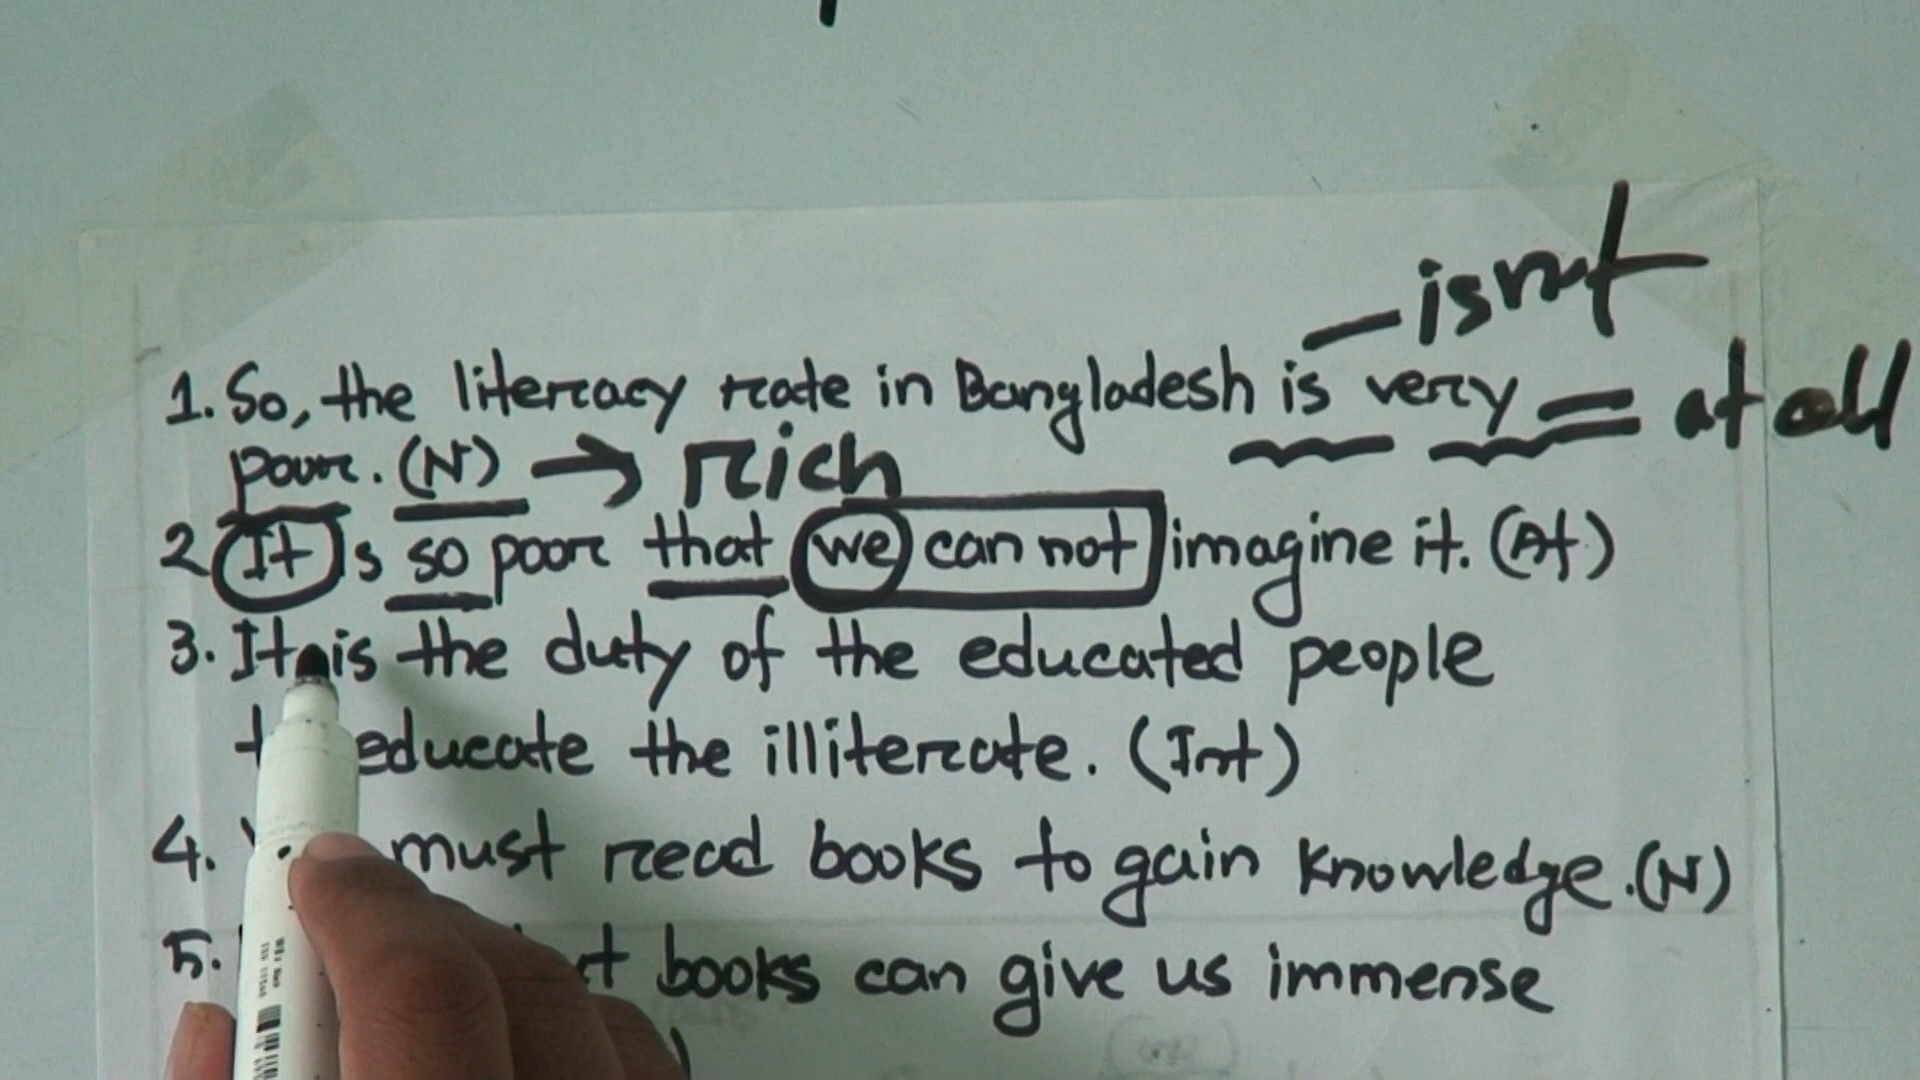 isnot
1. So, the literacy rate in Bangladesh is very = at all
poor. (N) → rich
2 It is so poor that we can not imagine it. (Af)
3. It is the duty of the educated people
educate the illiterate. (Int)
4. must read books to gain knowledge. (N)
5. books can give us immense